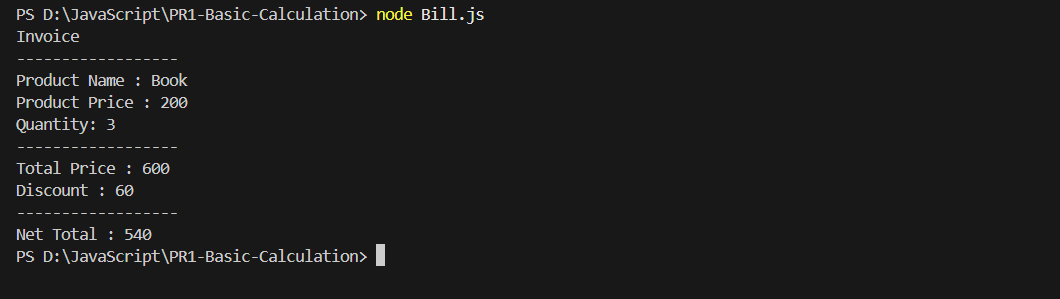 PS D:\JavaScript\PR1-Basic-Calculation> node Bill.js
Invoice
------------------
Product Name : Book
Product Price : 200
Quantity: 3
------------------
Total Price : 600
Discount : 60
------------------
Net Total : 540
PS D:\JavaScript\PR1-Basic-Calculation>